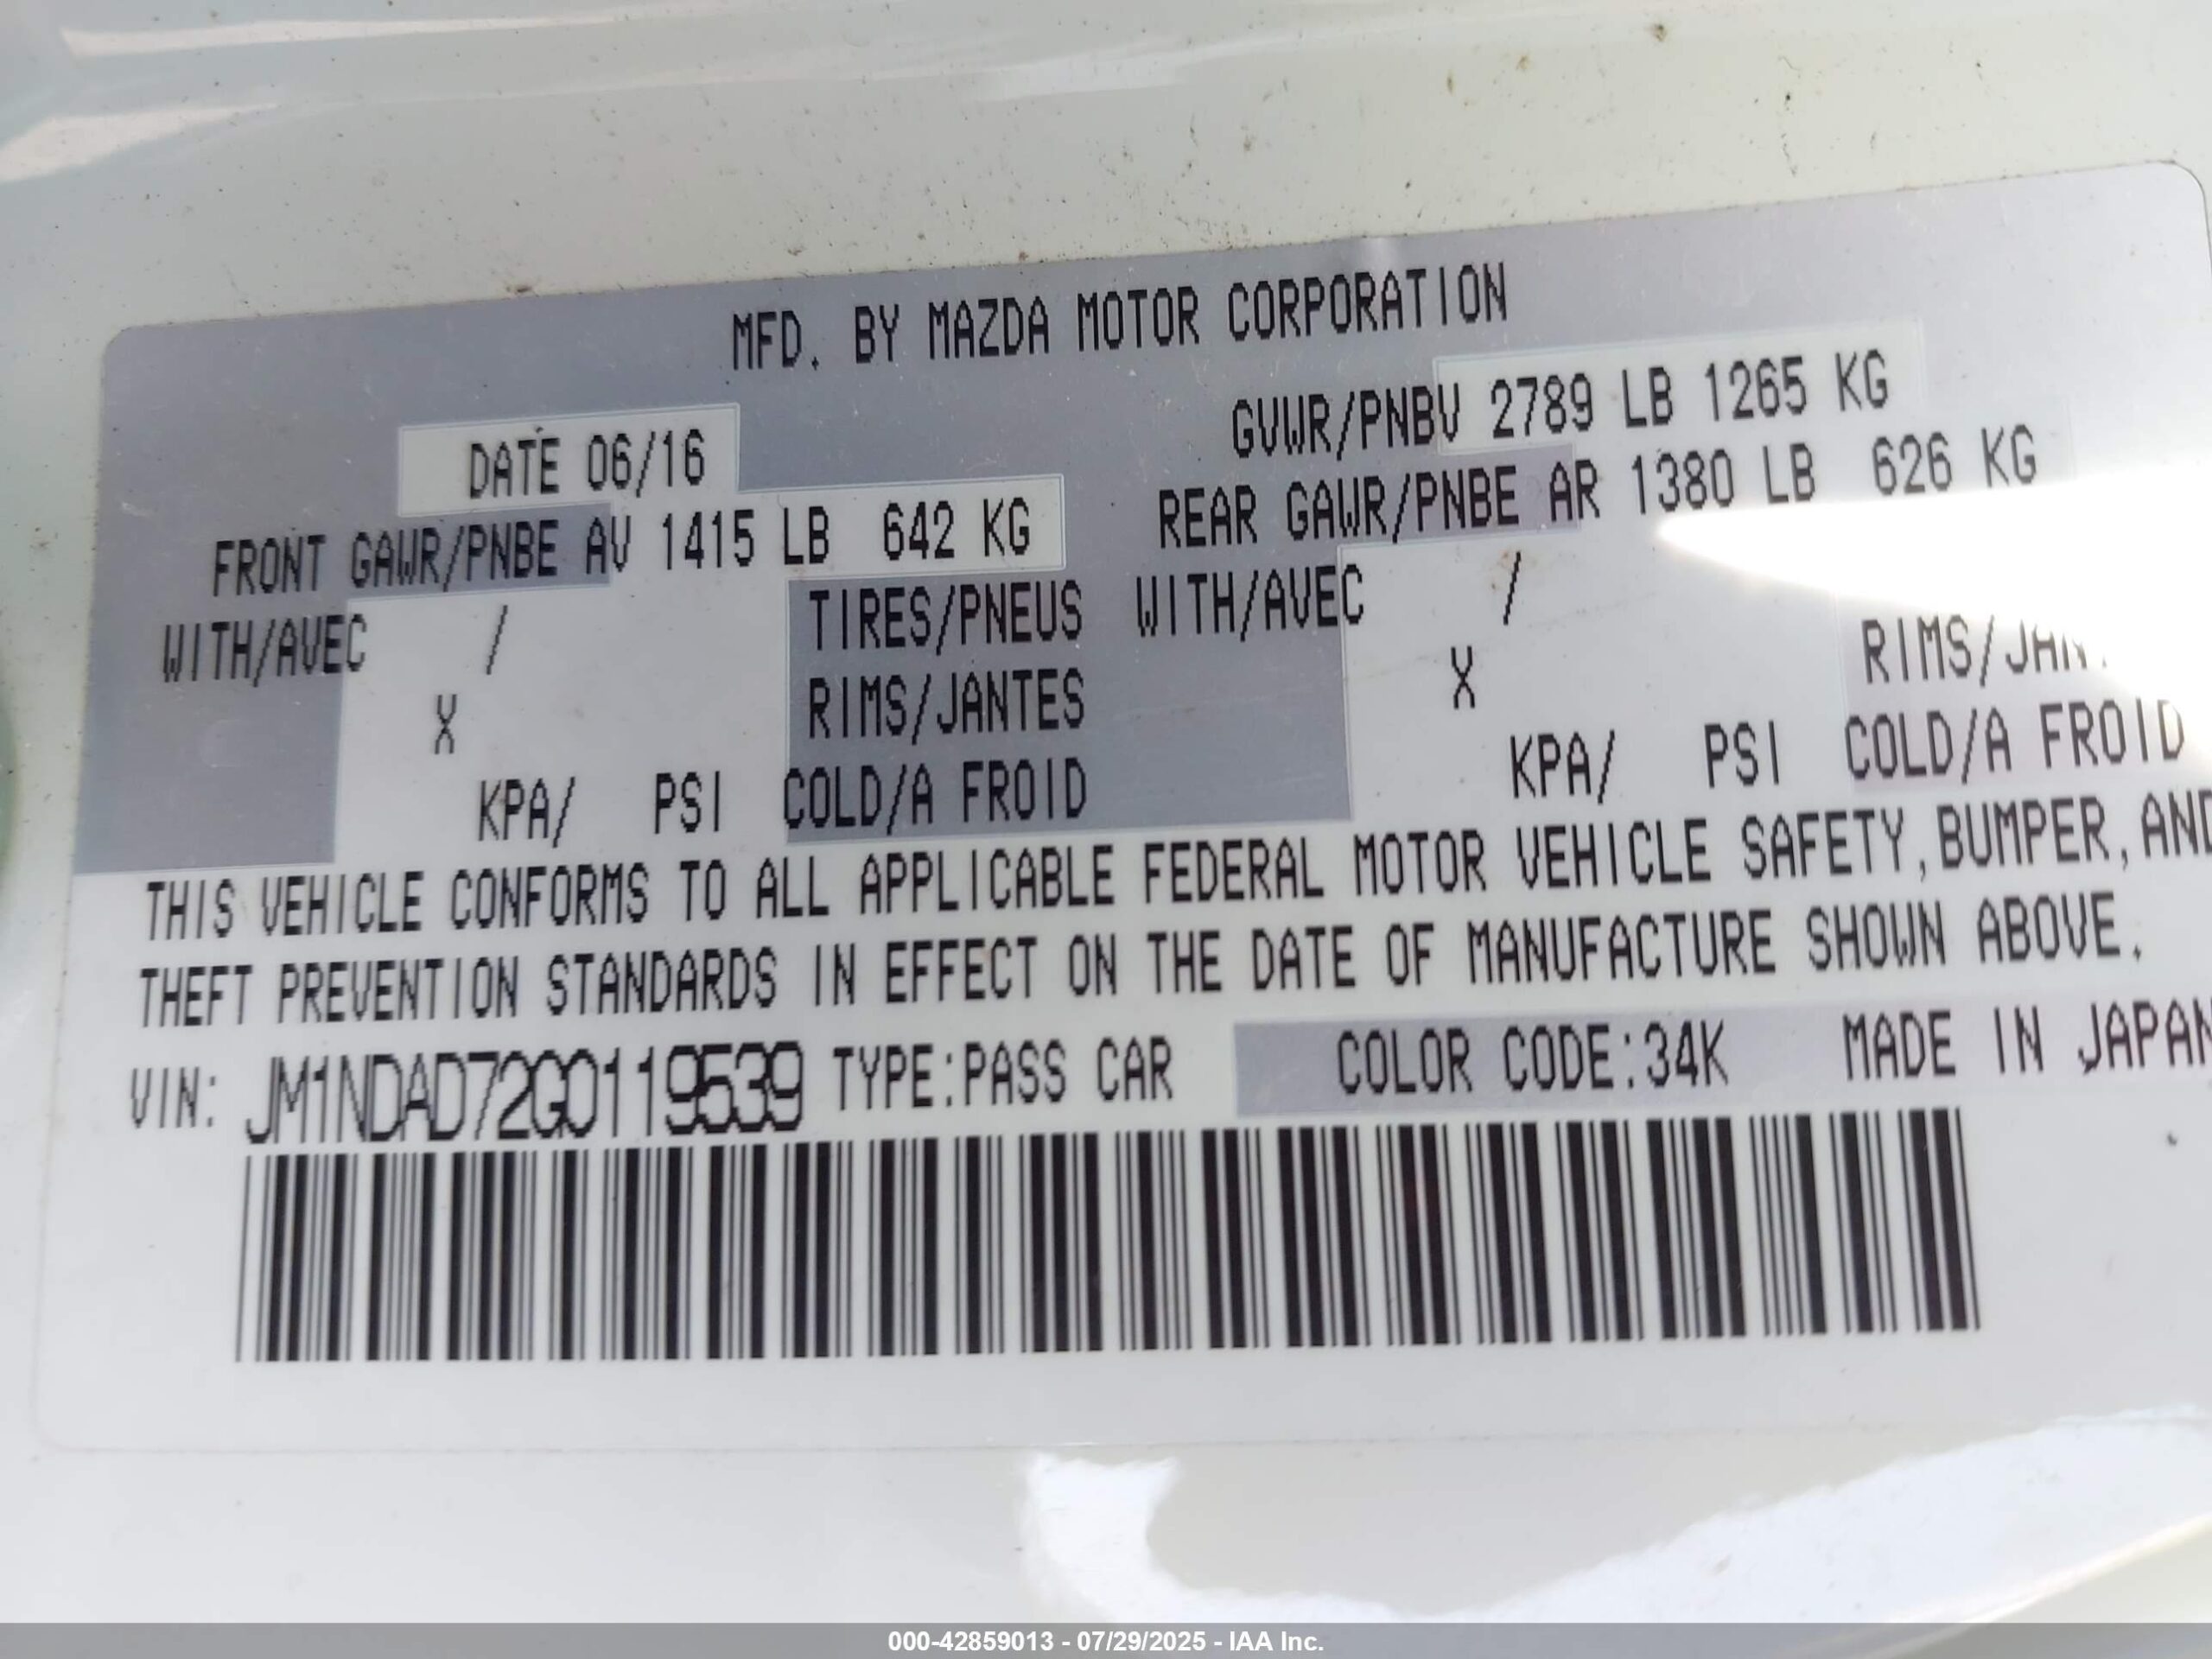 MFD. BY MAZDA MOTOR CORPORATION
DATE 06/16 GVWR/PNBV 2789 LB 1265 KG
FRONT GAWR/PNBE AV 1415 LB 642 KG REAR GAWR/PNBE AR 1380 LB 626 KG
WITH/AVEC / TIRES/PNEUS WITH/AVEC /
X RIMS/JANTES X RIMS/JAN
KPA/ PSI COLD/A FROID KPA/ PSI COLD/A FROID
THIS VEHICLE CONFORMS TO ALL APPLICABLE FEDERAL MOTOR VEHICLE SAFETY, BUMPER, AND
THEFT PREVENTION STANDARDS IN EFFECT ON THE DATE OF MANUFACTURE SHOWN ABOVE.
VIN: JM1NDAD72G0119539 TYPE:PASS CAR COLOR CODE:34K MADE IN JAPAN
000-42859013 - 07/29/2025 - IAA Inc.